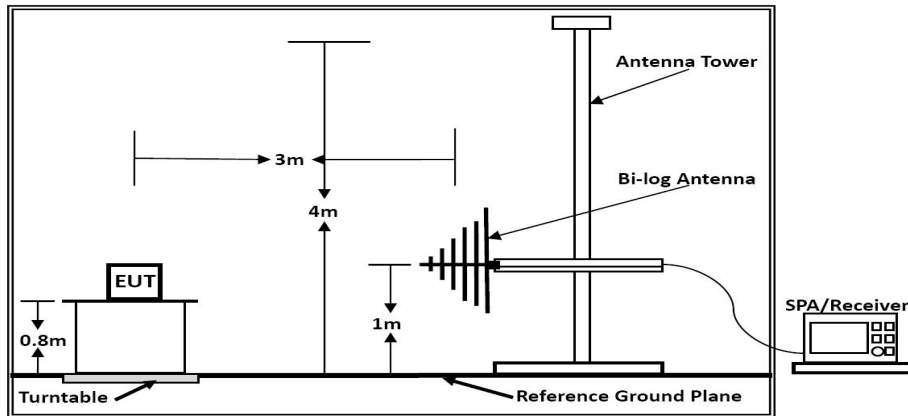 Antenna Tower
3m
Bi-log Antenna
4m
EUT
SPA/Receiver
1m
0.8m
Turntable
Reference Ground Plane